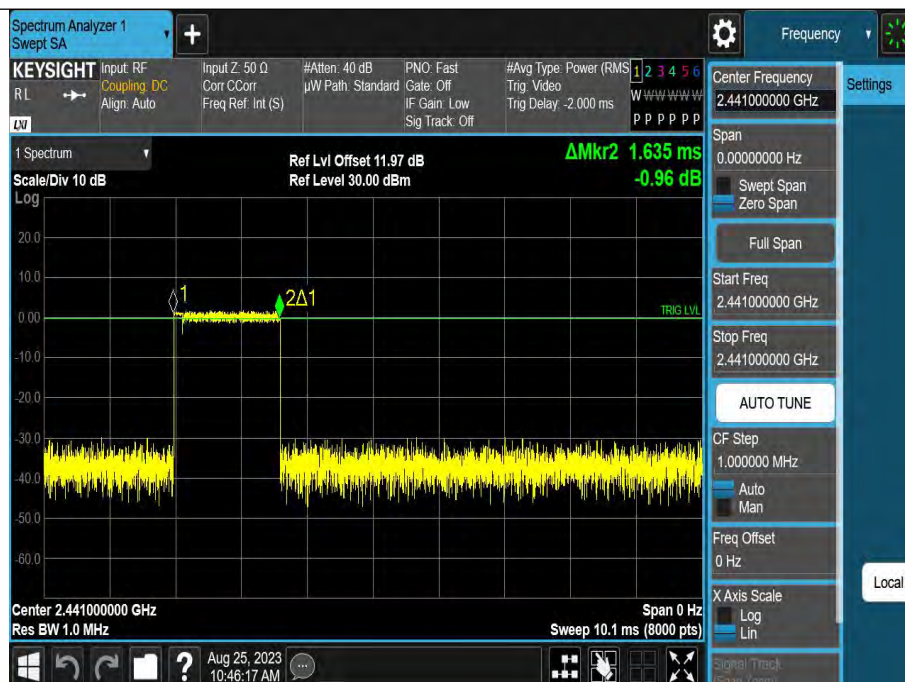 Spectrum Analyzer 1
Swept SA
Frequency
KEYSIGHT
RL
LXI
Input: RF
Coupling: DC
Align: Auto
Input Z: 50 Ω
Corr CCorr
Freq Ref: Int (S)
#Atten: 40 dB
µW Path: Standard
PNO: Fast
Gate: Off
IF Gain: Low
Sig Track: Off
#Avg Type: Power (RMS
Trig: Video
Trig Delay: -2.000 ms
1 2 3 4 5 6
W W W W W W
P P P P P P
1 Spectrum
Scale/Div 10 dB
Log
Ref Lvl Offset 11.97 dB
Ref Level 30.00 dBm
ΔMkr2 1.635 ms
-0.96 dB
20.0
10.0
0.00
-10.0
-20.0
-30.0
-40.0
-50.0
-60.0
1
2Δ1
TRIG LVL
Center 2.441000000 GHz
Res BW 1.0 MHz
Span 0 Hz
Sweep 10.1 ms (8000 pts)
Center Frequency
2.441000000 GHz
Settings
Span
0.00000000 Hz
Swept Span
Zero Span
Full Span
Start Freq
2.441000000 GHz
Stop Freq
2.441000000 GHz
AUTO TUNE
CF Step
1.000000 MHz
Auto
Man
Freq Offset
0 Hz
Local
X Axis Scale
Log
Lin
Signal Track
(Span Zoom)
?
Aug 25, 2023
10:46:17 AM